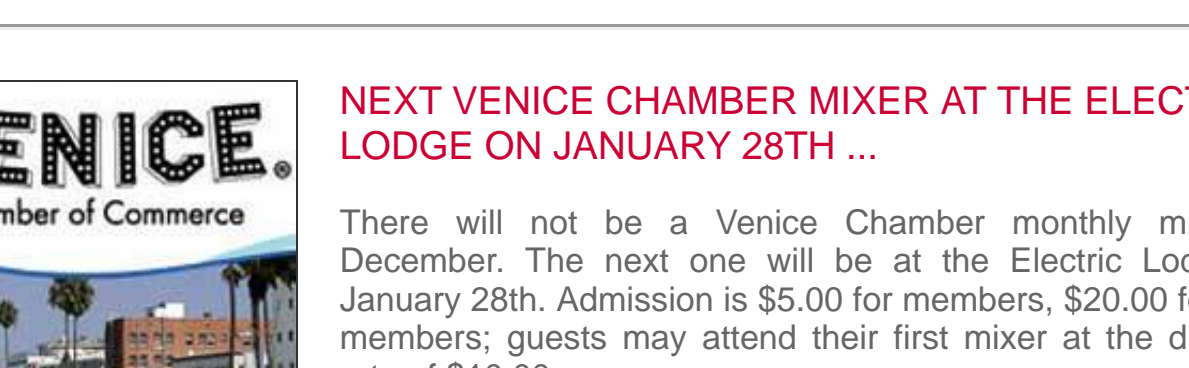 ENICE®
mber of Commerce
NEXT VENICE CHAMBER MIXER AT THE ELECT
LODGE ON JANUARY 28TH ...
There will not be a Venice Chamber monthly m
December. The next one will be at the Electric Loc
January 28th. Admission is $5.00 for members, $20.00 f
members; guests may attend their first mixer at the d